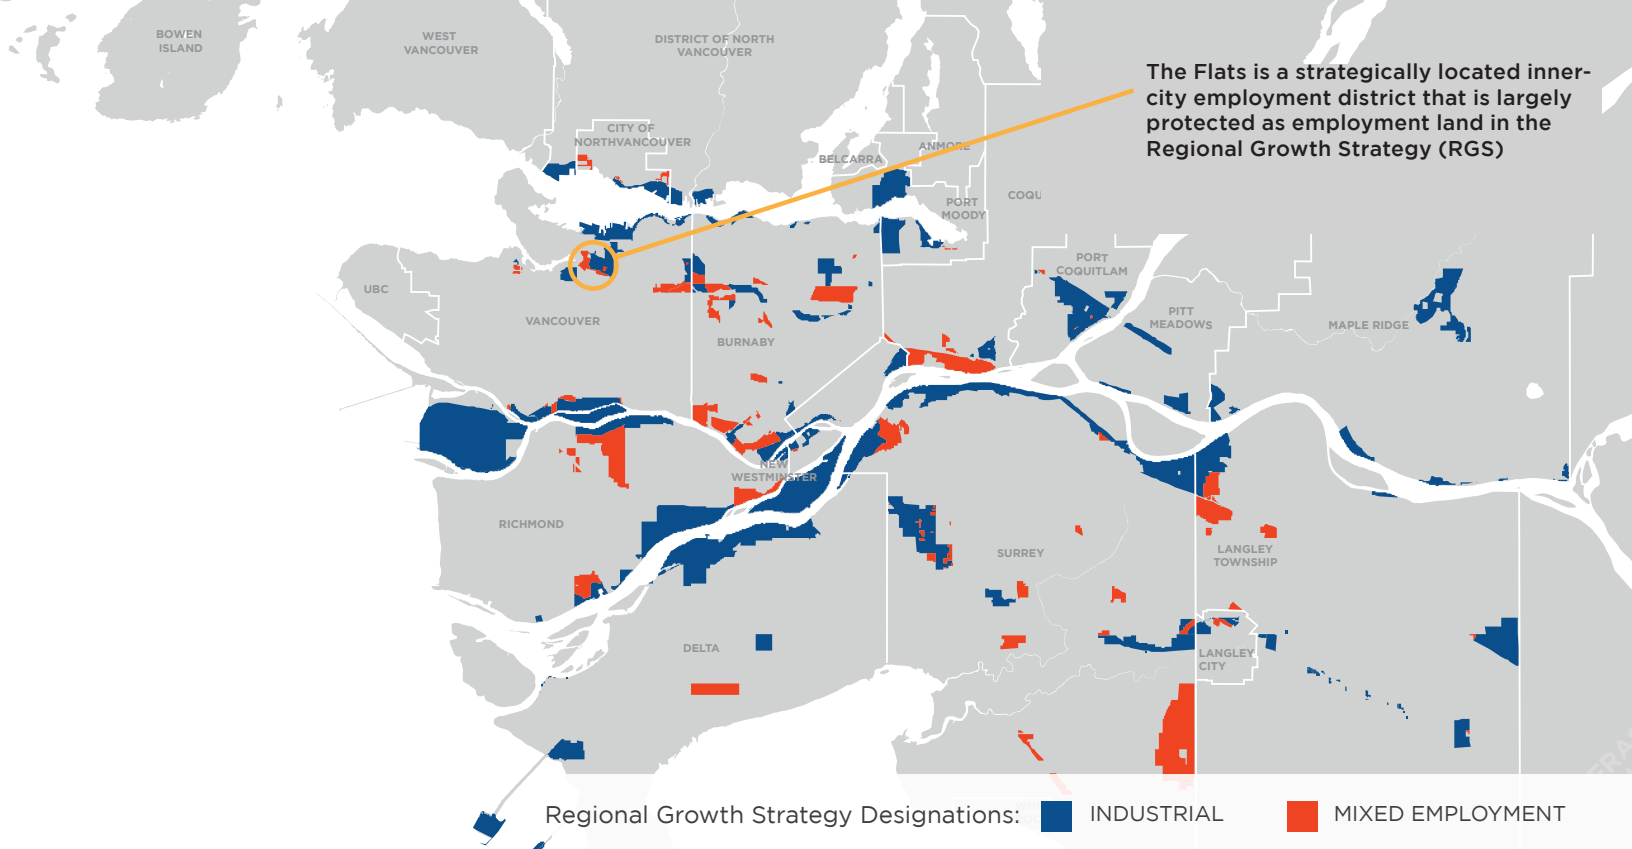 BOWEN
ISLAND
WEST
VANCOUVER
DISTRICT OF NORTH
VANCOUVER
The Flats is a strategically located inner-
city employment district that is largely
protected as employment land in the
Regional Growth Strategy (RGS)
CITY OF
NORTHVANCOUVER
BELCARRA
ANMORE
COQU
PORT
MOODY
PORT
COQUITLAM
UBC
VANCOUVER
BURNABY
PITT
MEADOWS
MAPLE RIDGE
NEW
WESTMINSTER
RICHMOND
SURREY
LANGLEY
TOWNSHIP
DELTA
LANGLEY
CITY
FRAS
Regional Growth Strategy Designations:
INDUSTRIAL
MIXED EMPLOYMENT